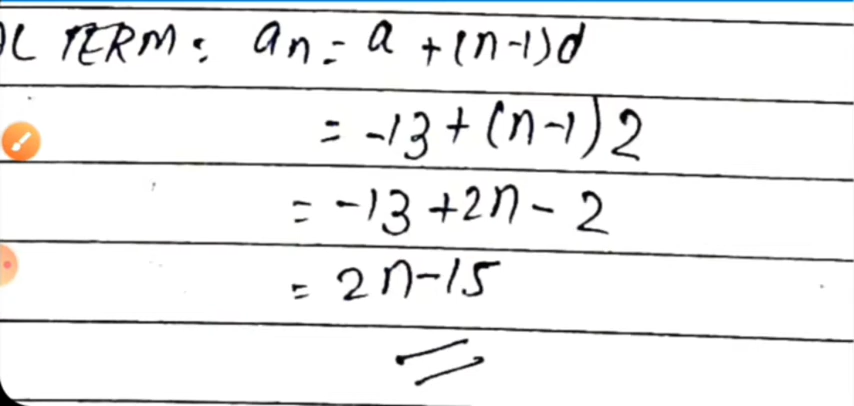 TERM: an = a + (n-1)d
= -13 + (n-1)2
= -13 + 2n - 2
= 2n - 15